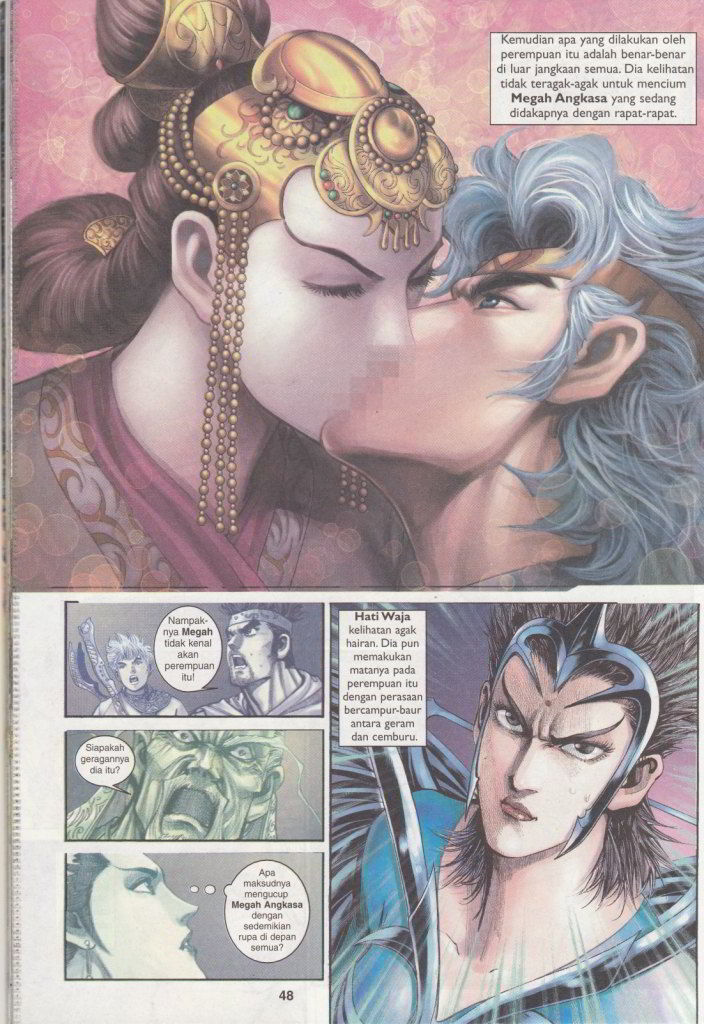 Kemudian apa yang dilakukan oleh
perempuan itu adalah benar-benar
di luar jangkaan semua. Dia kelihatan
tidak teragak-agak untuk mencium
Megah Angkasa yang sedang
didakapnya dengan rapat-rapat.
Nampak-
nya Megah
tidak kenal
akan
perempuan
itu!
Hati Waja
kelihatan agak
hairan. Dia pun
memakukan
matanya pada
perempuan itu
dengan perasaan
bercampur-baur
antara geram
dan cemburu.
Siapakah
geragannya
dia itu?
Apa
maksudnya
mengucup
Megah Angkasa
dengan
sedemikian
rupa di depan
semua?
48